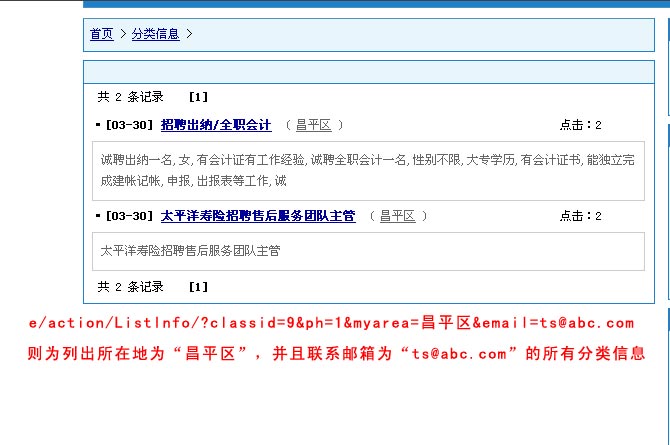 首页 > 分类信息 >
共 2 条记录 [1]
▪ [03-30] 招聘出纳/全职会计 （ 昌平区 ） 点击：2
诚聘出纳一名, 女, 有会计证有工作经验, 诚聘全职会计一名, 性别不限, 大专学历, 有会计证书, 能独立完
成建帐记帐, 申报, 出报表等工作, 诚
▪ [03-30] 太平洋寿险招聘售后服务团队主管 （ 昌平区 ） 点击：2
太平洋寿险招聘售后服务团队主管
共 2 条记录 [1]
e/action/ListInfo/?classid=9&ph=1&myarea=昌平区&email=ts@abc.com
则为列出所在地为“昌平区”，并且联系邮箱为“ts@abc.com”的所有分类信息